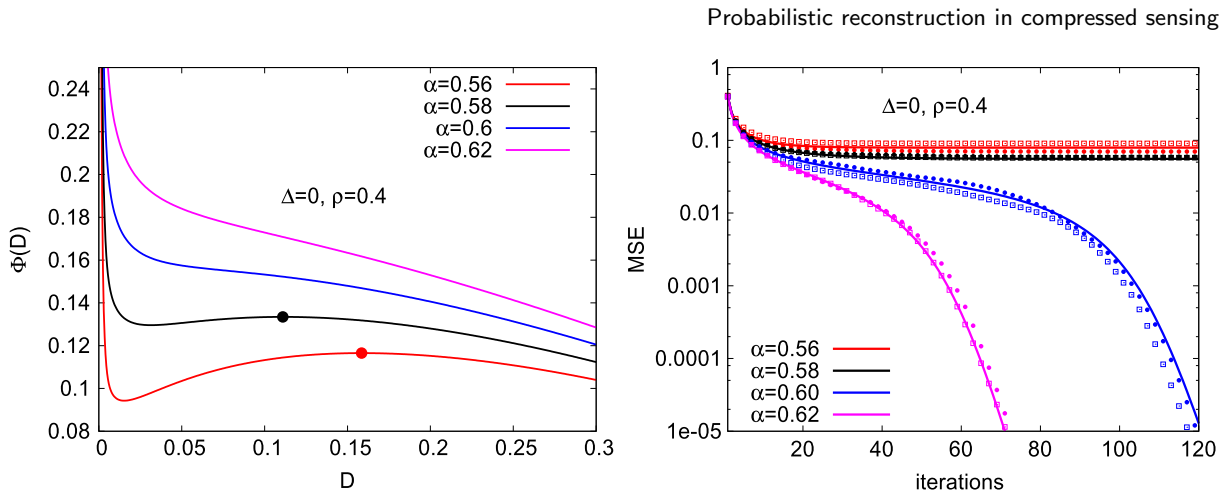 Probabilistic reconstruction in compressed sensing
0.24
0.22
0.2
0.18
0.16
0.14
0.12
0.1
0.08
Φ(D)
α=0.56
α=0.58
α=0.6
α=0.62
Δ=0, ρ=0.4
0
0.05
0.1
0.15
0.2
0.25
0.3
D
1
0.1
0.01
0.001
0.0001
1e-05
MSE
Δ=0, ρ=0.4
α=0.56
α=0.58
α=0.60
α=0.62
20
40
60
80
100
120
iterations